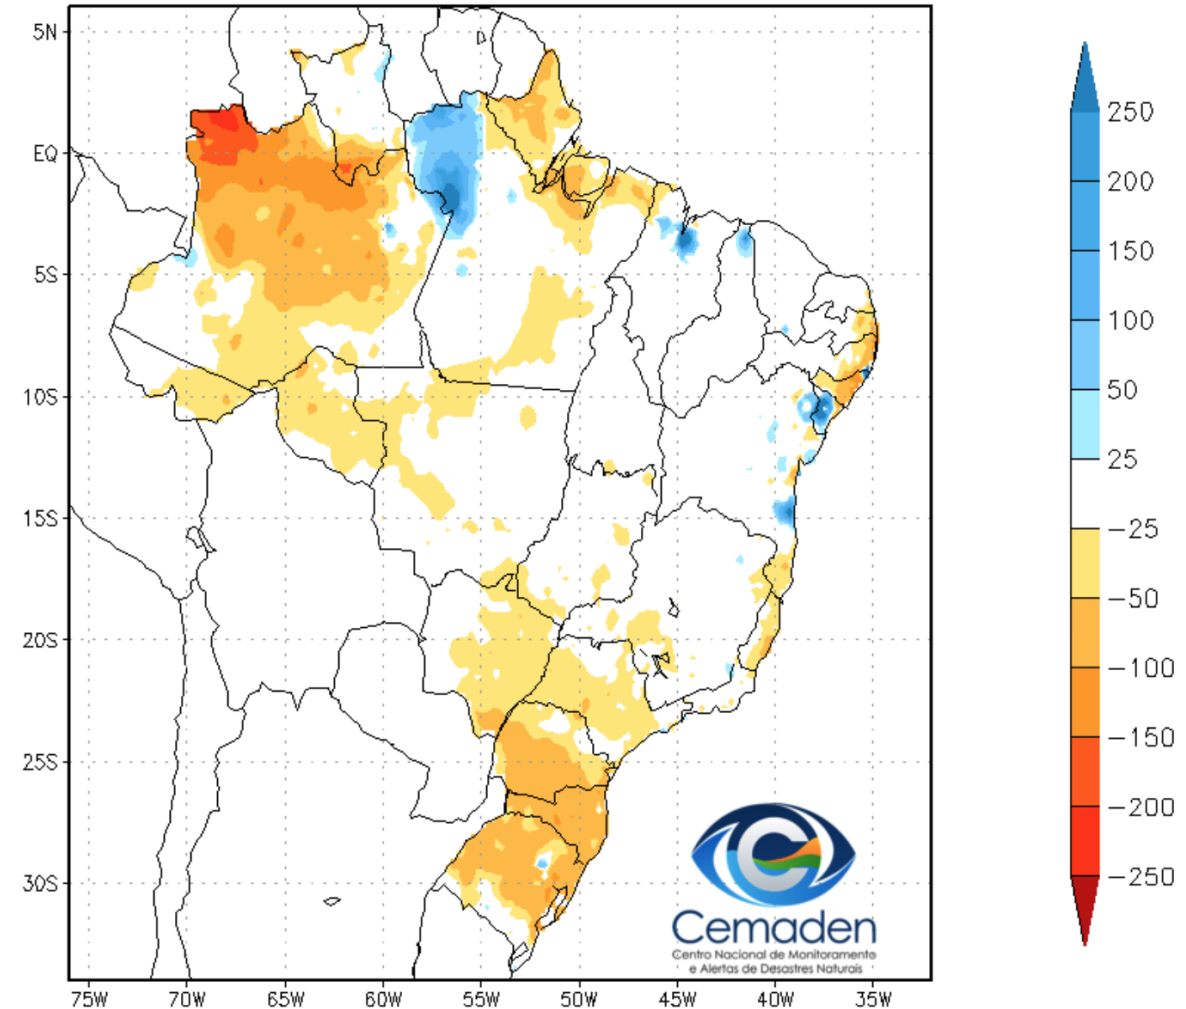 5N
EQ
5S
10S
15S
20S
25S
30S
75W 70W 65W 60W 55W 50W 45W 40W 35W
250
200
150
100
50
25
−25
−50
−100
−150
−200
−250
Cemaden
Centro Nacional de Monitoramento
e Alertas de Desastres Naturais